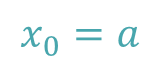 x₀ = a